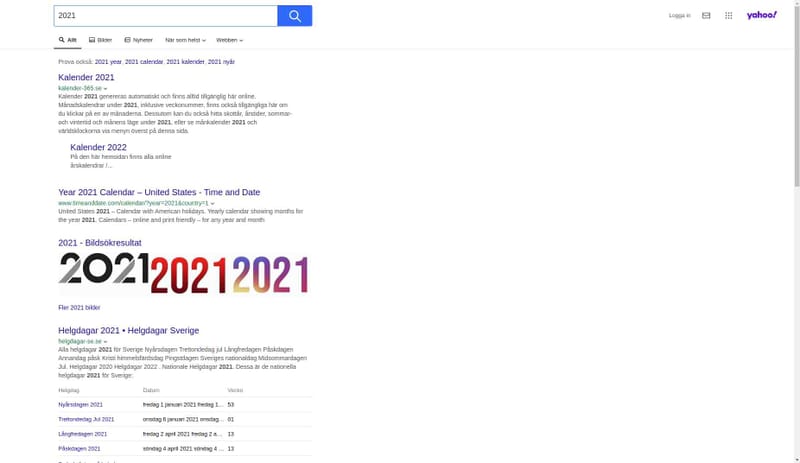 2021
Logga in
yahoo!
Allt Bilder Nyheter När som helst Webben
Prova också: 2021 year, 2021 calendar, 2021 kalender, 2021 nyår
Kalender 2021
kalender-365.se
Kalender 2021 genereras automatiskt och finns alltid tillgänglig här online.
Månadskalendrar under 2021, inklusive veckonummer, finns också tillgängliga här om
du klickar på en av månaderna. Dessutom kan du också hitta skottår, årstider, sommar-
och vintertid och månens läge under 2021, eller se månkalender 2021 och
världsklockorna via menyn överst på denna sida.
Kalender 2022
På den här hemsidan finns alla online
årskalendrar /...
Year 2021 Calendar – United States - Time and Date
www.timeanddate.com/calendar/?year=2021&country=1
United States 2021 – Calendar with American holidays. Yearly calendar showing months for
the year 2021. Calendars – online and print friendly – for any year and month
2021 - Bildsökresultat
2021 2021 2021
Fler 2021 bilder
Helgdagar 2021 • Helgdagar Sverige
helgdagar-se.se
Alla helgdagar 2021 för Sverige Nyårsdagen Trettondedag jul Långfredagen Påskdagen
Annandag påsk Kristi himmelsfärdsdag Pingstdagen Sveriges nationaldag Midsommardagen
Jul. Helgdagar 2020 Helgdagar 2022 . Nationale Helgdagar 2021. Dessa är de nationella
helgdagar 2021 för Sverige:
Helgdag Datum Vecko
Nyårsdagen 2021 fredag 1 januari 2021 fredag 1... 53
Trettondedag Jul 2021 onsdag 6 januari 2021 onsdag... 01
Långfredagen 2021 fredag 2 april 2021 fredag 2 a... 13
Påskdagen 2021 söndag 4 april 2021 söndag 4 ... 13